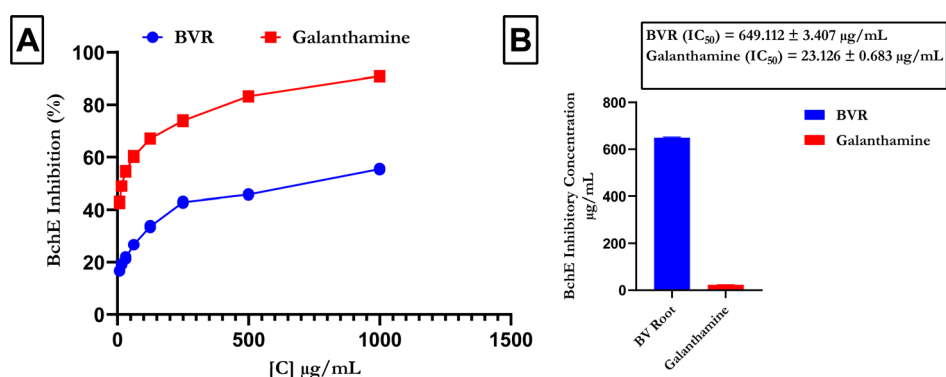 A
BVR Galanthamine
BchE Inhibition (%)
100
80
60
40
20
0
0 500 1000 1500
[C] µg/mL
B
BVR (IC50) = 649.112 ± 3.407 µg/mL
Galanthamine (IC50) = 23.126 ± 0.683 µg/mL
BchE Inhibitory Concentration
µg/mL
800
600
400
200
0
BVR
Galanthamine
BV Root
Galanthamine